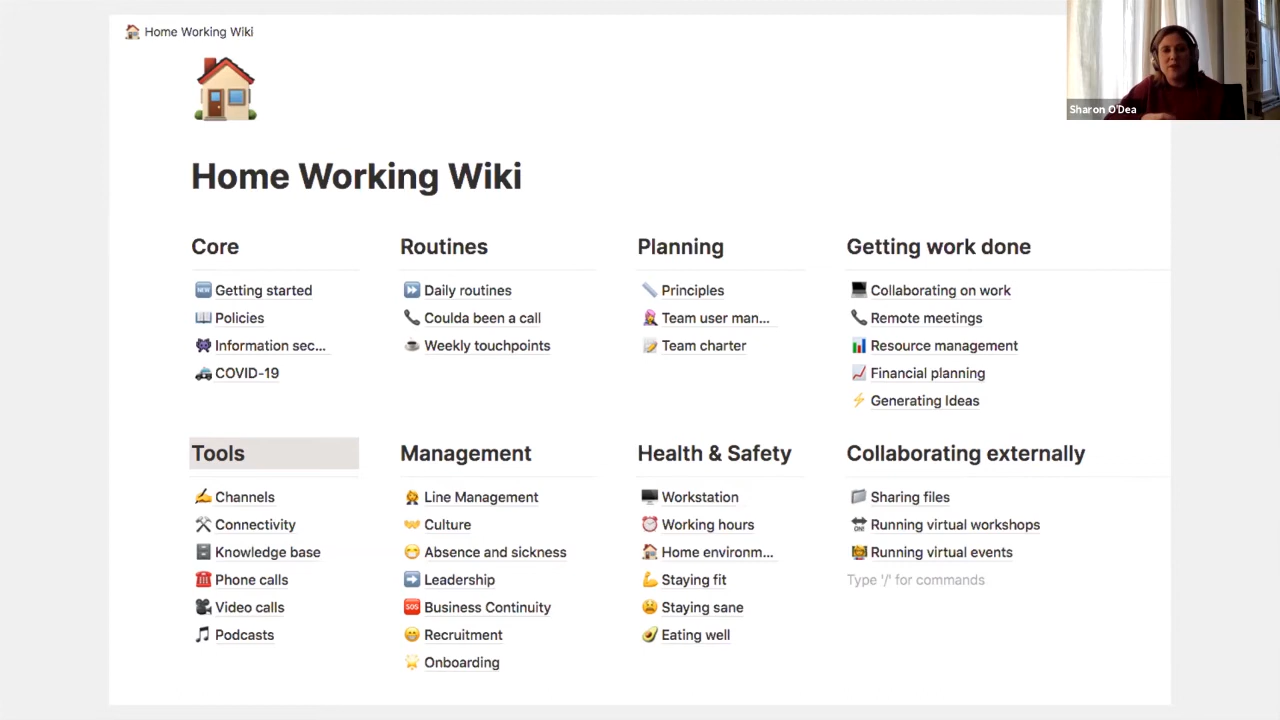 Home Working Wiki
Sharon O'Dea
Home Working Wiki
Core
Getting started
Policies
Information sec...
COVID-19
Routines
Daily routines
Coulda been a call
Weekly touchpoints
Planning
Principles
Team user man...
Team charter
Getting work done
Collaborating on work
Remote meetings
Resource management
Financial planning
Generating Ideas
Tools
Channels
Connectivity
Knowledge base
Phone calls
Video calls
Podcasts
Management
Line Management
Culture
Absence and sickness
Leadership
Business Continuity
Recruitment
Onboarding
Health & Safety
Workstation
Working hours
Home environm...
Staying fit
Staying sane
Eating well
Collaborating externally
Sharing files
Running virtual workshops
Running virtual events
Type '/' for commands